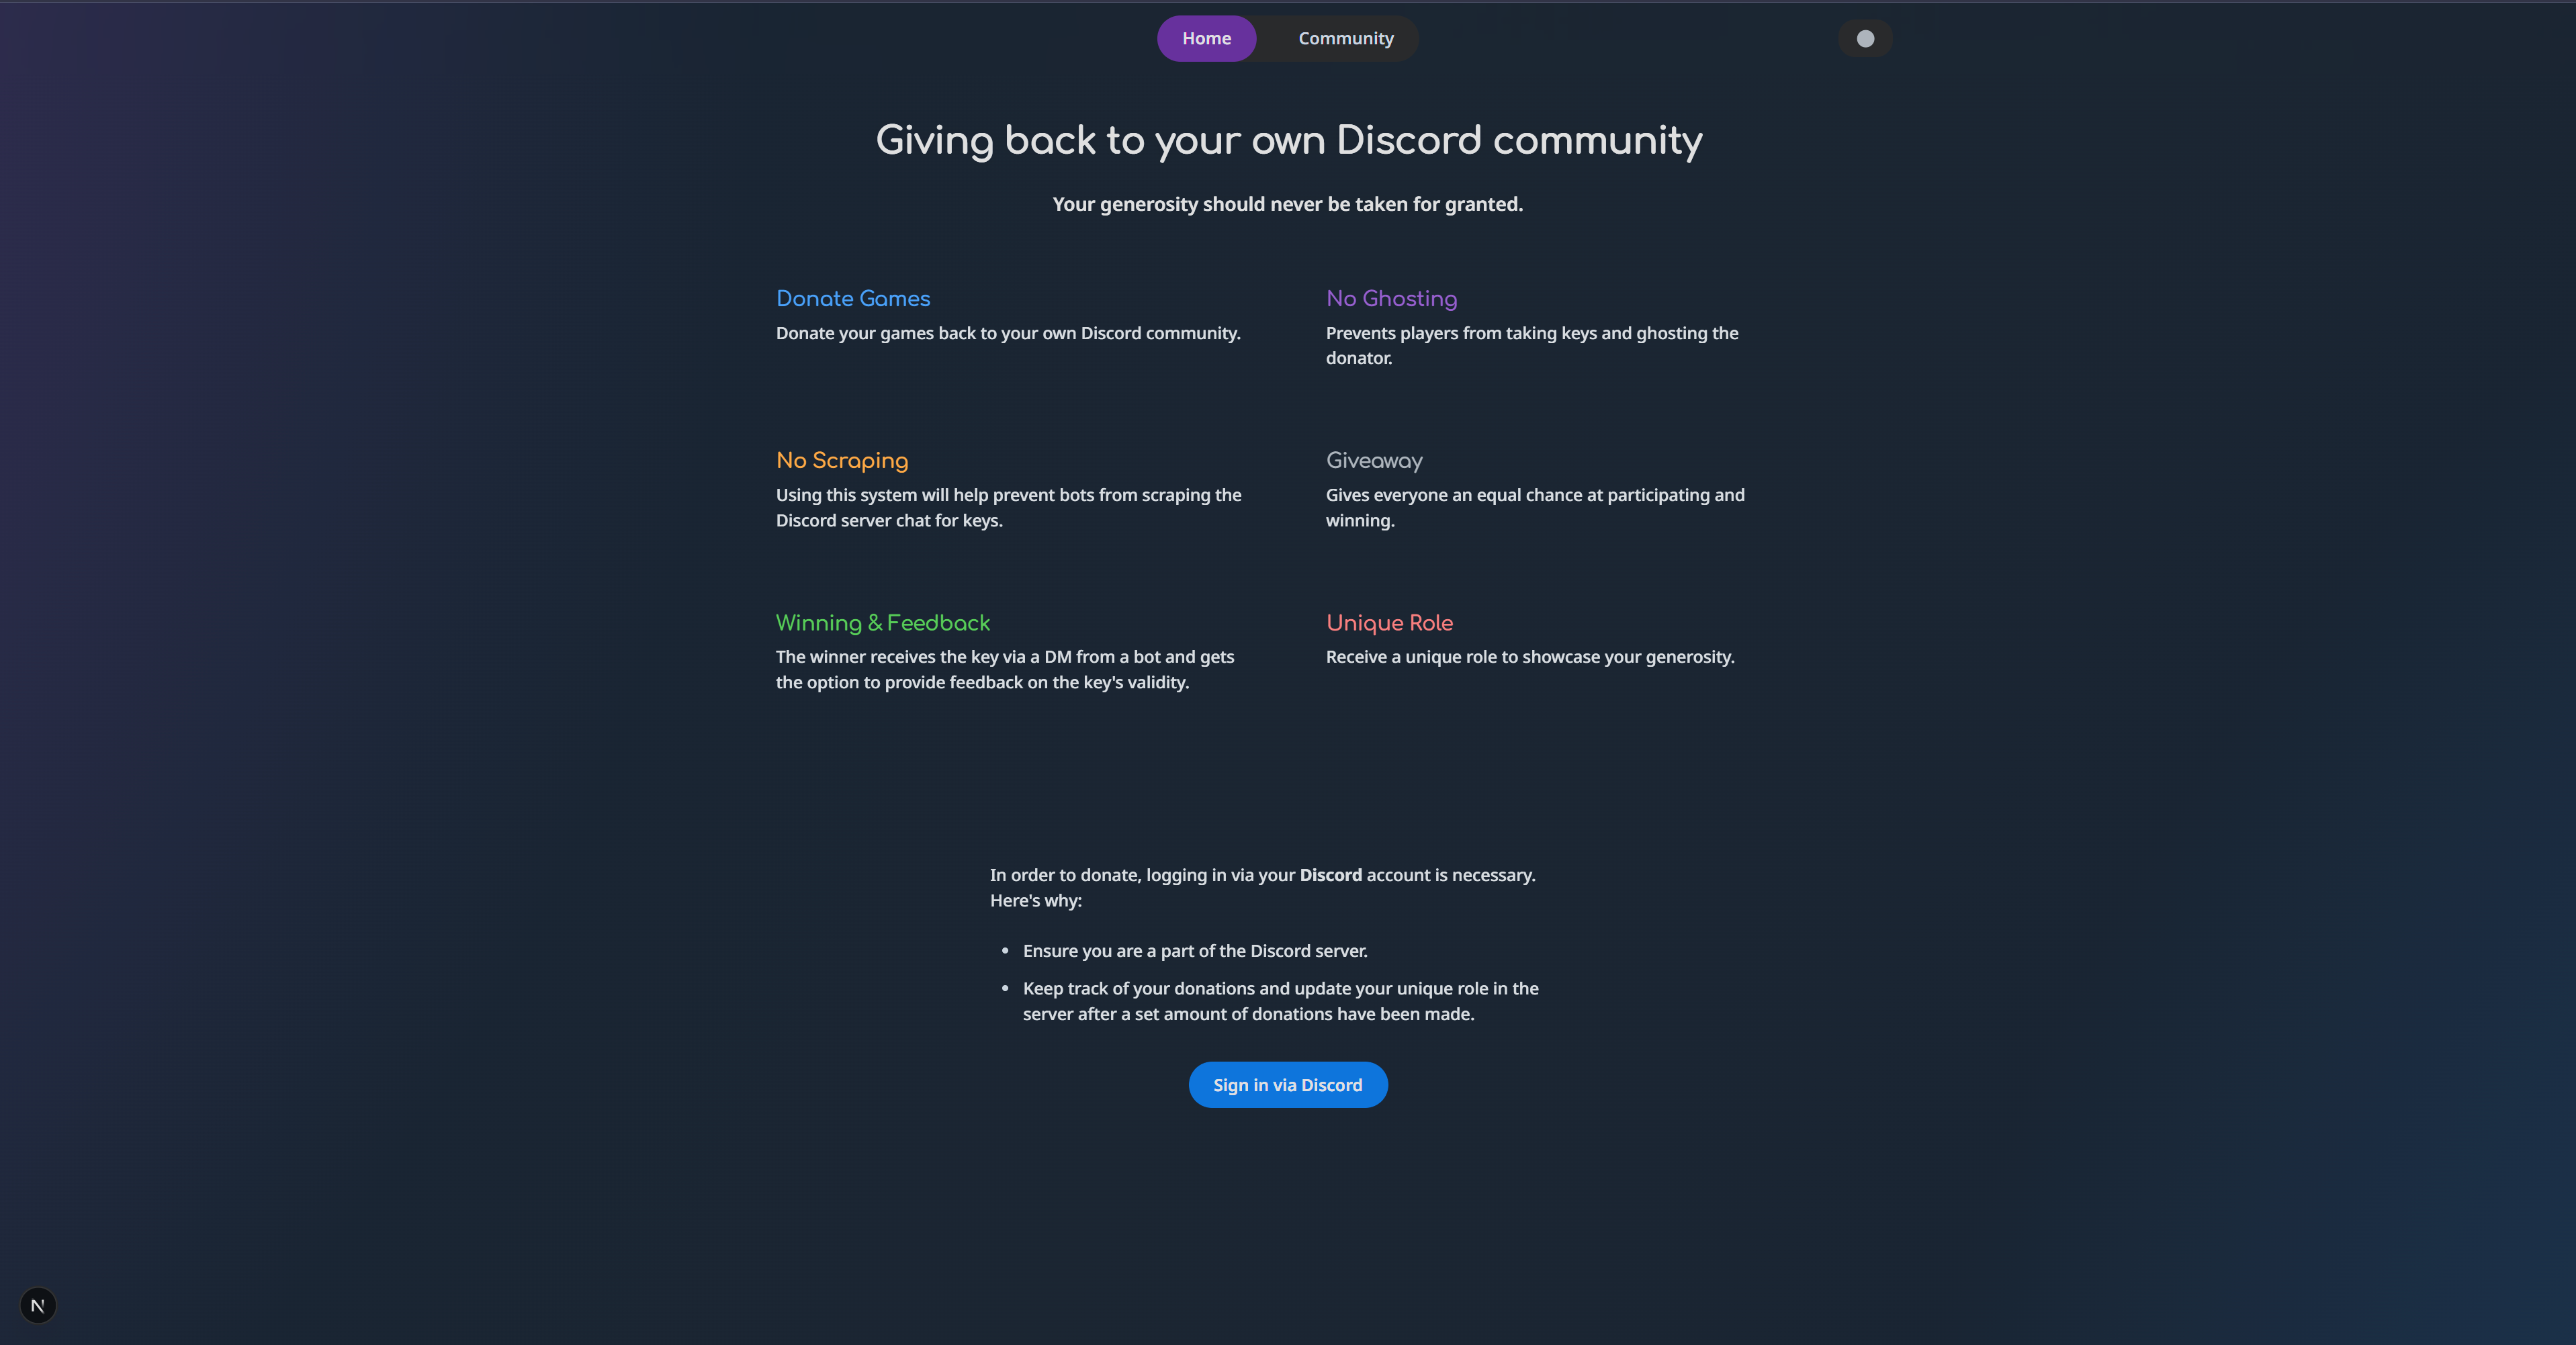 Home
Community
Giving back to your own Discord community
Your generosity should never be taken for granted.
Donate Games
Donate your games back to your own Discord community.
No Ghosting
Prevents players from taking keys and ghosting the
donator.
No Scraping
Using this system will help prevent bots from scraping the
Discord server chat for keys.
Giveaway
Gives everyone an equal chance at participating and
winning.
Winning & Feedback
The winner receives the key via a DM from a bot and gets
the option to provide feedback on the key's validity.
Unique Role
Receive a unique role to showcase your generosity.
In order to donate, logging in via your Discord account is necessary.
Here's why:
• Ensure you are a part of the Discord server.
• Keep track of your donations and update your unique role in the
server after a set amount of donations have been made.
Sign in via Discord
N